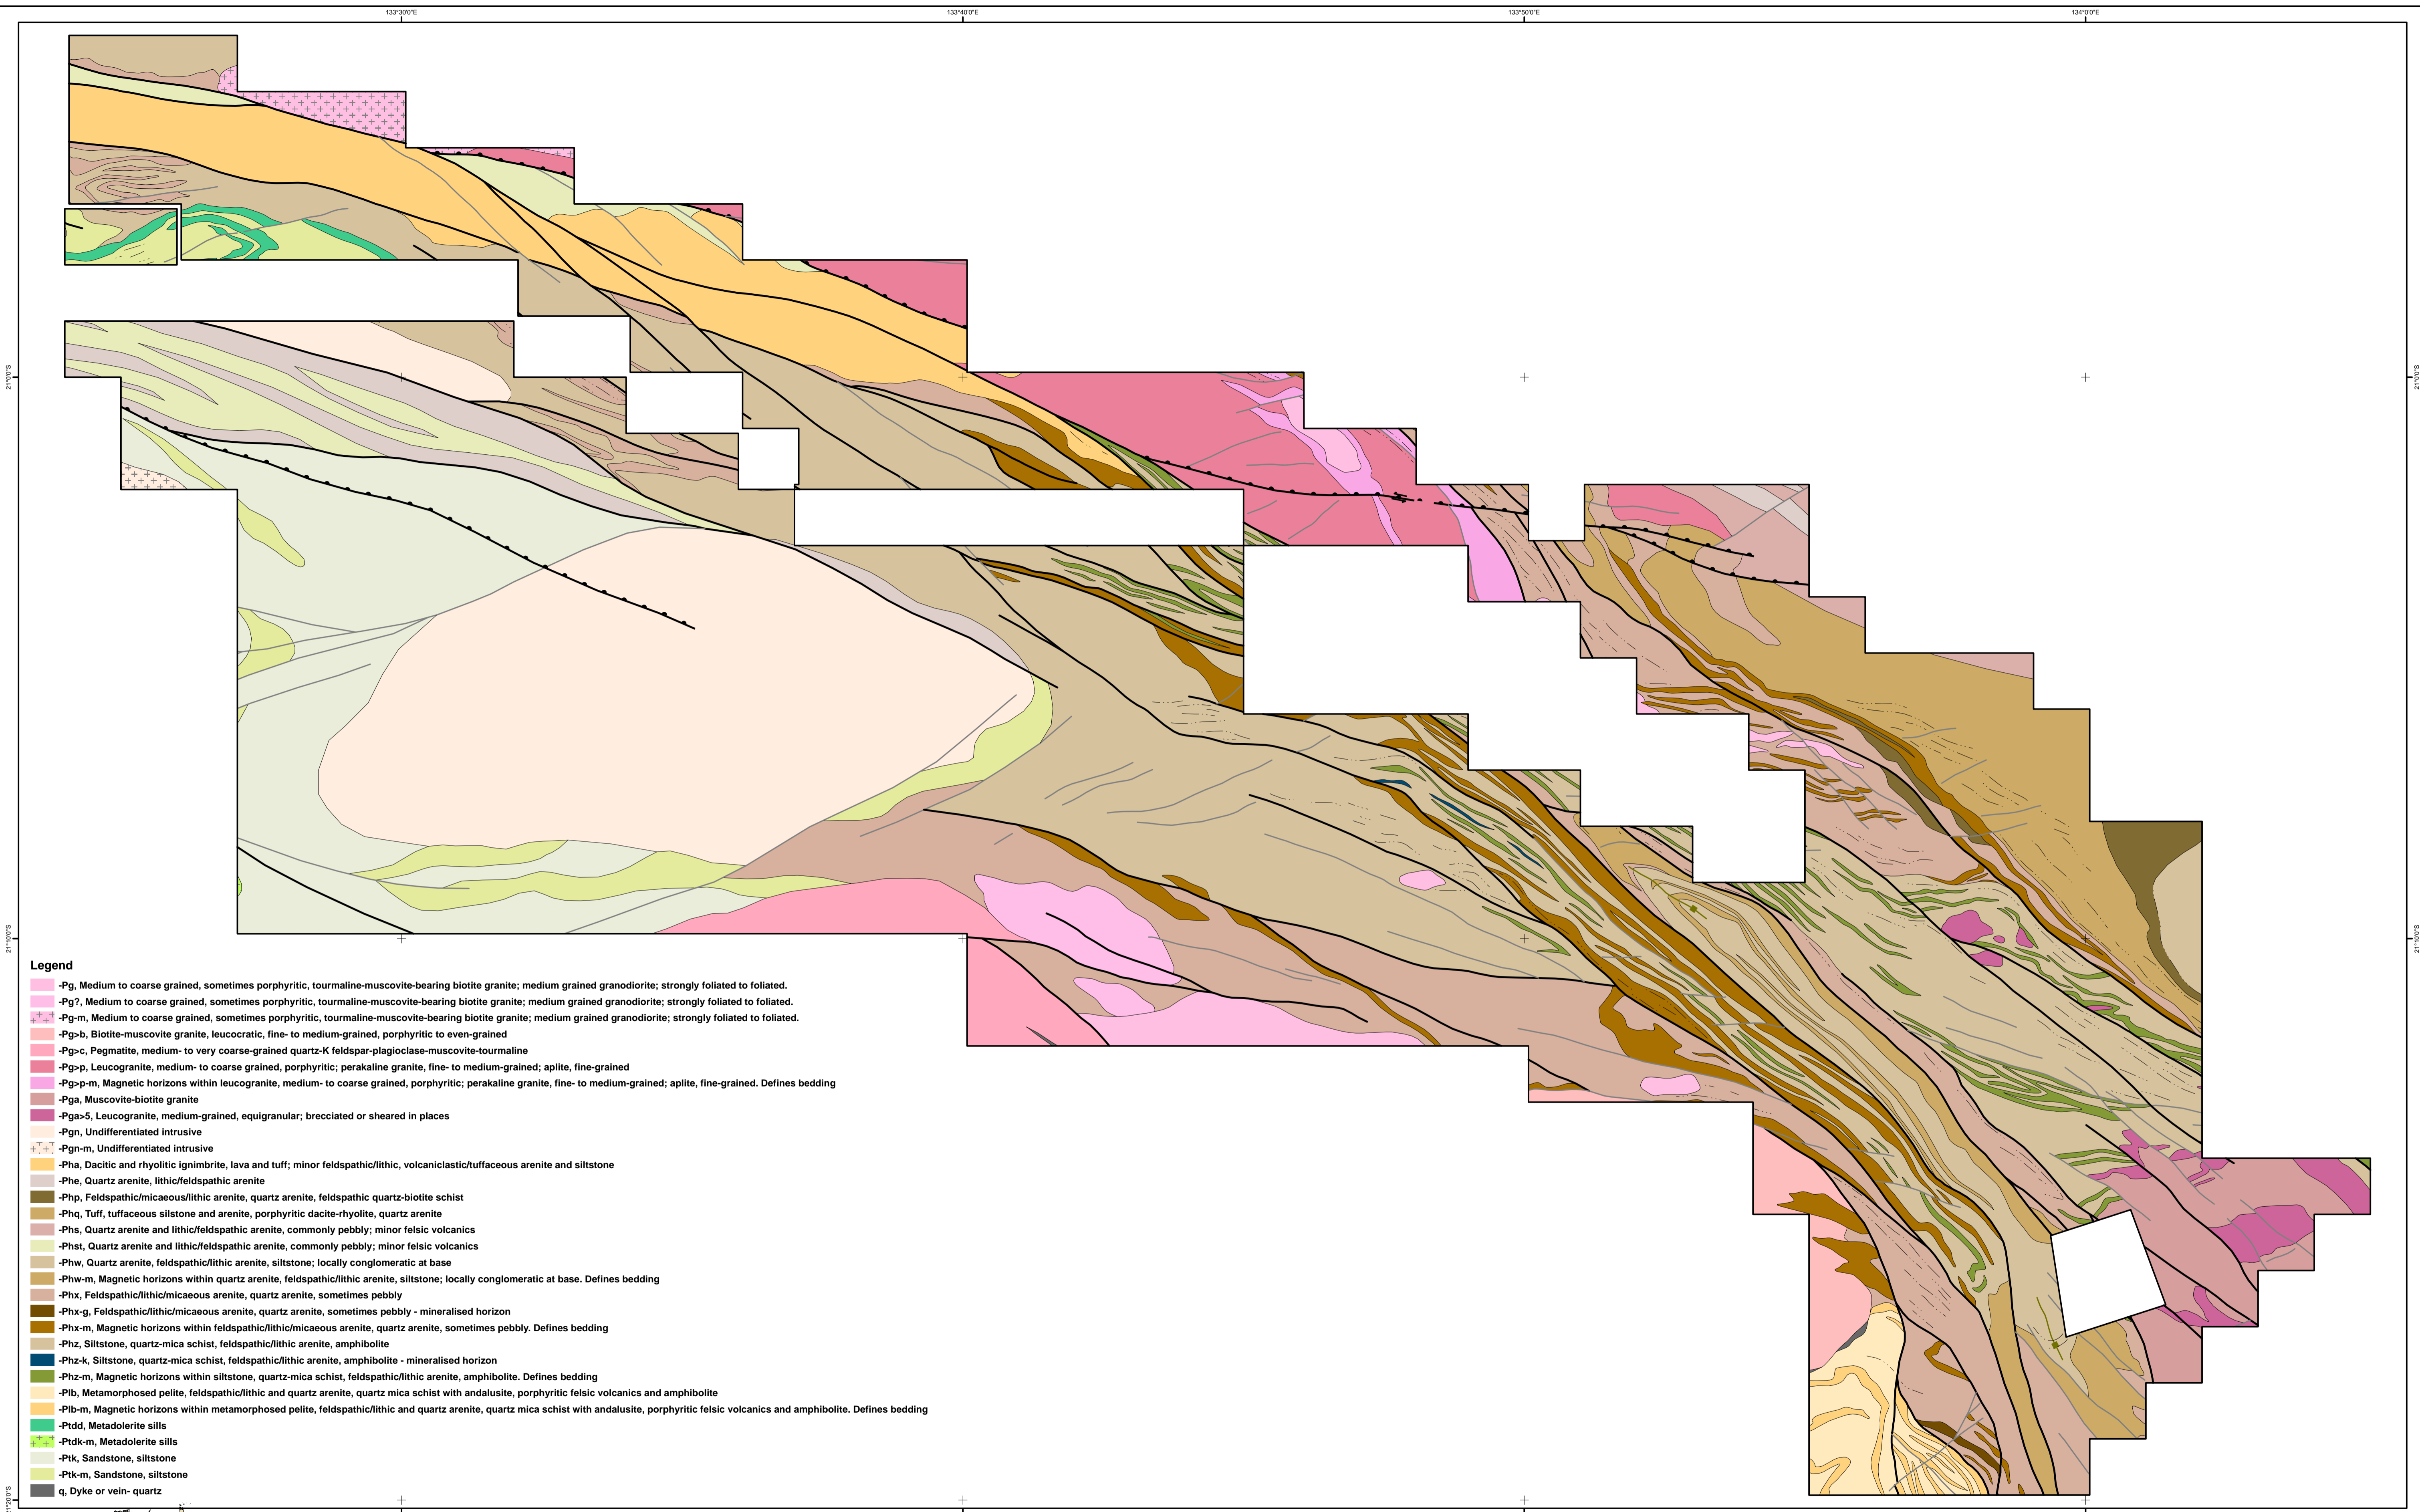 133°30'0"E
133°40'0"E
133°50'0"E
134°0'0"E
21°0'0"S
21°0'0"S
21°10'0"S
21°10'0"S
Legend
-Pg, Medium to coarse grained, sometimes porphyritic, tourmaline-muscovite-bearing biotite granite; medium grained granodiorite; strongly foliated to foliated.
-Pg?, Medium to coarse grained, sometimes porphyritic, tourmaline-muscovite-bearing biotite granite; medium grained granodiorite; strongly foliated to foliated.
-Pg-m, Medium to coarse grained, sometimes porphyritic, tourmaline-muscovite-bearing biotite granite; medium grained granodiorite; strongly foliated to foliated.
-Pg>b, Biotite-muscovite granite, leucocratic, fine- to medium-grained, porphyritic to even-grained
-Pg>c, Pegmatite, medium- to very coarse-grained quartz-K feldspar-plagioclase-muscovite-tourmaline
-Pg>p, Leucogranite, medium- to coarse grained, porphyritic; perakaline granite, fine- to medium-grained; aplite, fine-grained
-Pg>p-m, Magnetic horizons within leucogranite, medium- to coarse grained, porphyritic; perakaline granite, fine- to medium-grained; aplite, fine-grained. Defines bedding
-Pga, Muscovite-biotite granite
-Pga>5, Leucogranite, medium-grained, equigranular; brecciated or sheared in places
-Pgn, Undifferentiated intrusive
-Pgn-m, Undifferentiated intrusive
-Pha, Dacitic and rhyolitic ignimbrite, lava and tuff; minor feldspathic/lithic, volcaniclastic/tuffaceous arenite and siltstone
-Phe, Quartz arenite, lithic/feldspathic arenite
-Php, Feldspathic/micaeous/lithic arenite, quartz arenite, feldspathic quartz-biotite schist
-Phq, Tuff, tuffaceous silstone and arenite, porphyritic dacite-rhyolite, quartz arenite
-Phs, Quartz arenite and lithic/feldspathic arenite, commonly pebbly; minor felsic volcanics
-Phst, Quartz arenite and lithic/feldspathic arenite, commonly pebbly; minor felsic volcanics
-Phw, Quartz arenite, feldspathic/lithic arenite, siltstone; locally conglomeratic at base
-Phw-m, Magnetic horizons within quartz arenite, feldspathic/lithic arenite, siltstone; locally conglomeratic at base. Defines bedding
-Phx, Feldspathic/lithic/micaeous arenite, quartz arenite, sometimes pebbly
-Phx-g, Feldspathic/lithic/micaeous arenite, quartz arenite, sometimes pebbly - mineralised horizon
-Phx-m, Magnetic horizons within feldspathic/lithic/micaeous arenite, quartz arenite, sometimes pebbly. Defines bedding
-Phz, Siltstone, quartz-mica schist, feldspathic/lithic arenite, amphibolite
-Phz-k, Siltstone, quartz-mica schist, feldspathic/lithic arenite, amphibolite - mineralised horizon
-Phz-m, Magnetic horizons within siltstone, quartz-mica schist, feldspathic/lithic arenite, amphibolite. Defines bedding
-Plb, Metamorphosed pelite, feldspathic/lithic and quartz arenite, quartz mica schist with andalusite, porphyritic felsic volcanics and amphibolite
-Plb-m, Magnetic horizons within metamorphosed pelite, feldspathic/lithic and quartz arenite, quartz mica schist with andalusite, porphyritic felsic volcanics and amphibolite. Defines bedding
-Ptdd, Metadolerite sills
-Ptdk-m, Metadolerite sills
-Ptk, Sandstone, siltstone
-Ptk-m, Sandstone, siltstone
q, Dyke or vein- quartz